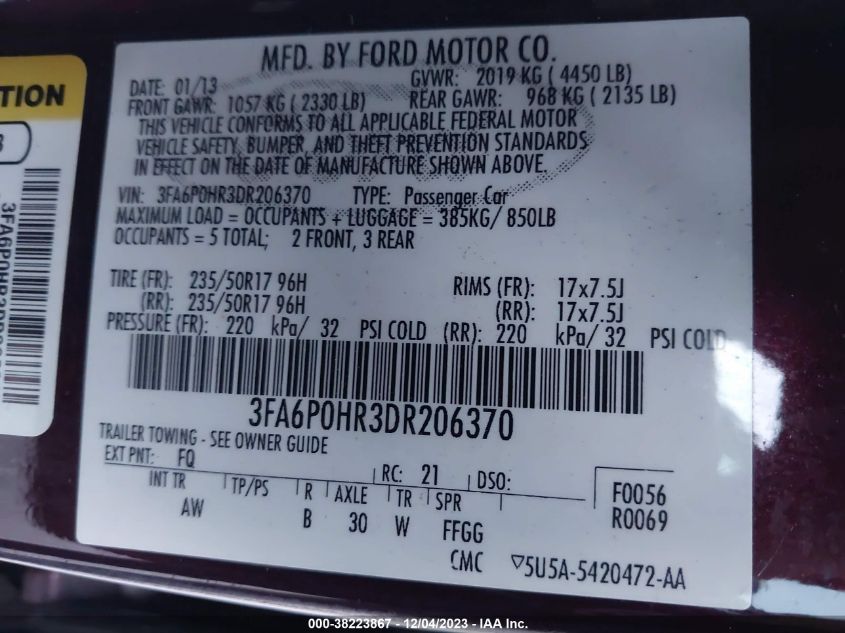 MFD. BY FORD MOTOR CO.
DATE: 01/13 GVWR: 2019 KG ( 4450 LB)
FRONT GAWR: 1057 KG ( 2330 LB) REAR GAWR: 968 KG ( 2135 LB)
THIS VEHICLE CONFORMS TO ALL APPLICABLE FEDERAL MOTOR
VEHICLE SAFETY, BUMPER, AND THEFT PREVENTION STANDARDS
IN EFFECT ON THE DATE OF MANUFACTURE SHOWN ABOVE.
VIN: 3FA6P0HR3DR206370 TYPE: Passenger Car
MAXIMUM LOAD = OCCUPANTS + LUGGAGE = 385KG/ 850LB
OCCUPANTS = 5 TOTAL; 2 FRONT, 3 REAR
TIRE (FR): 235/50R17 96H RIMS (FR): 17x7.5J
(RR): 235/50R17 96H (RR): 17x7.5J
PRESSURE (FR): 220 kPa/ 32 PSI COLD (RR): 220 kPa/ 32 PSI COLD
3FA6P0HR3DR206370
TRAILER TOWING - SEE OWNER GUIDE
EXT PNT: FQ RC: 21 DSO: F0056
INT TR TP/PS R AXLE TR SPR R0069
AW B 30 W FFGG
CMC ▽5U5A-5420472-AA
000-38223867 - 12/04/2023 - IAA Inc.